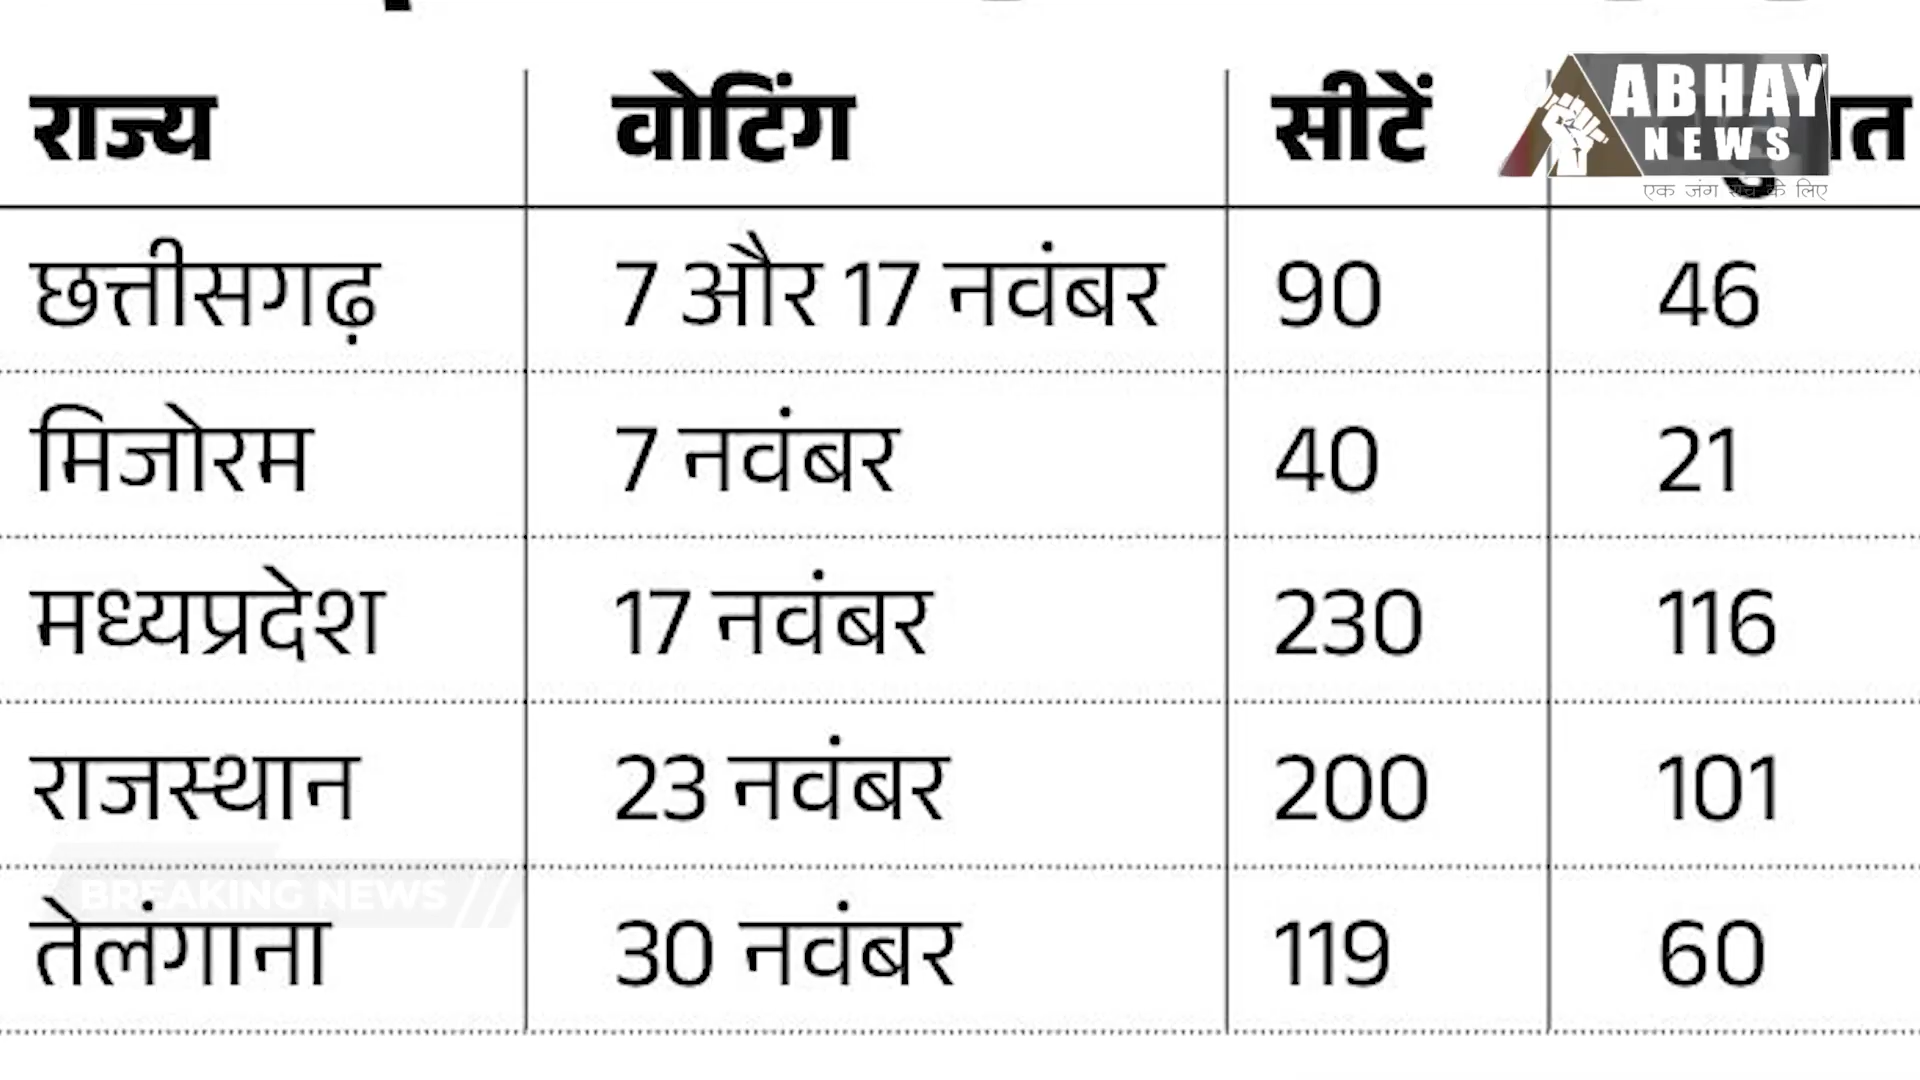 राज्य वोटिंग सीटें
ABHAY
NEWS
एक जंग सच के लिए
छत्तीसगढ़ 7 और 17 नवंबर 90 46
मिजोरम 7 नवंबर 40 21
मध्यप्रदेश 17 नवंबर 230 116
राजस्थान 23 नवंबर 200 101
BREAKING NEWS
तेलंगाना 30 नवंबर 119 60